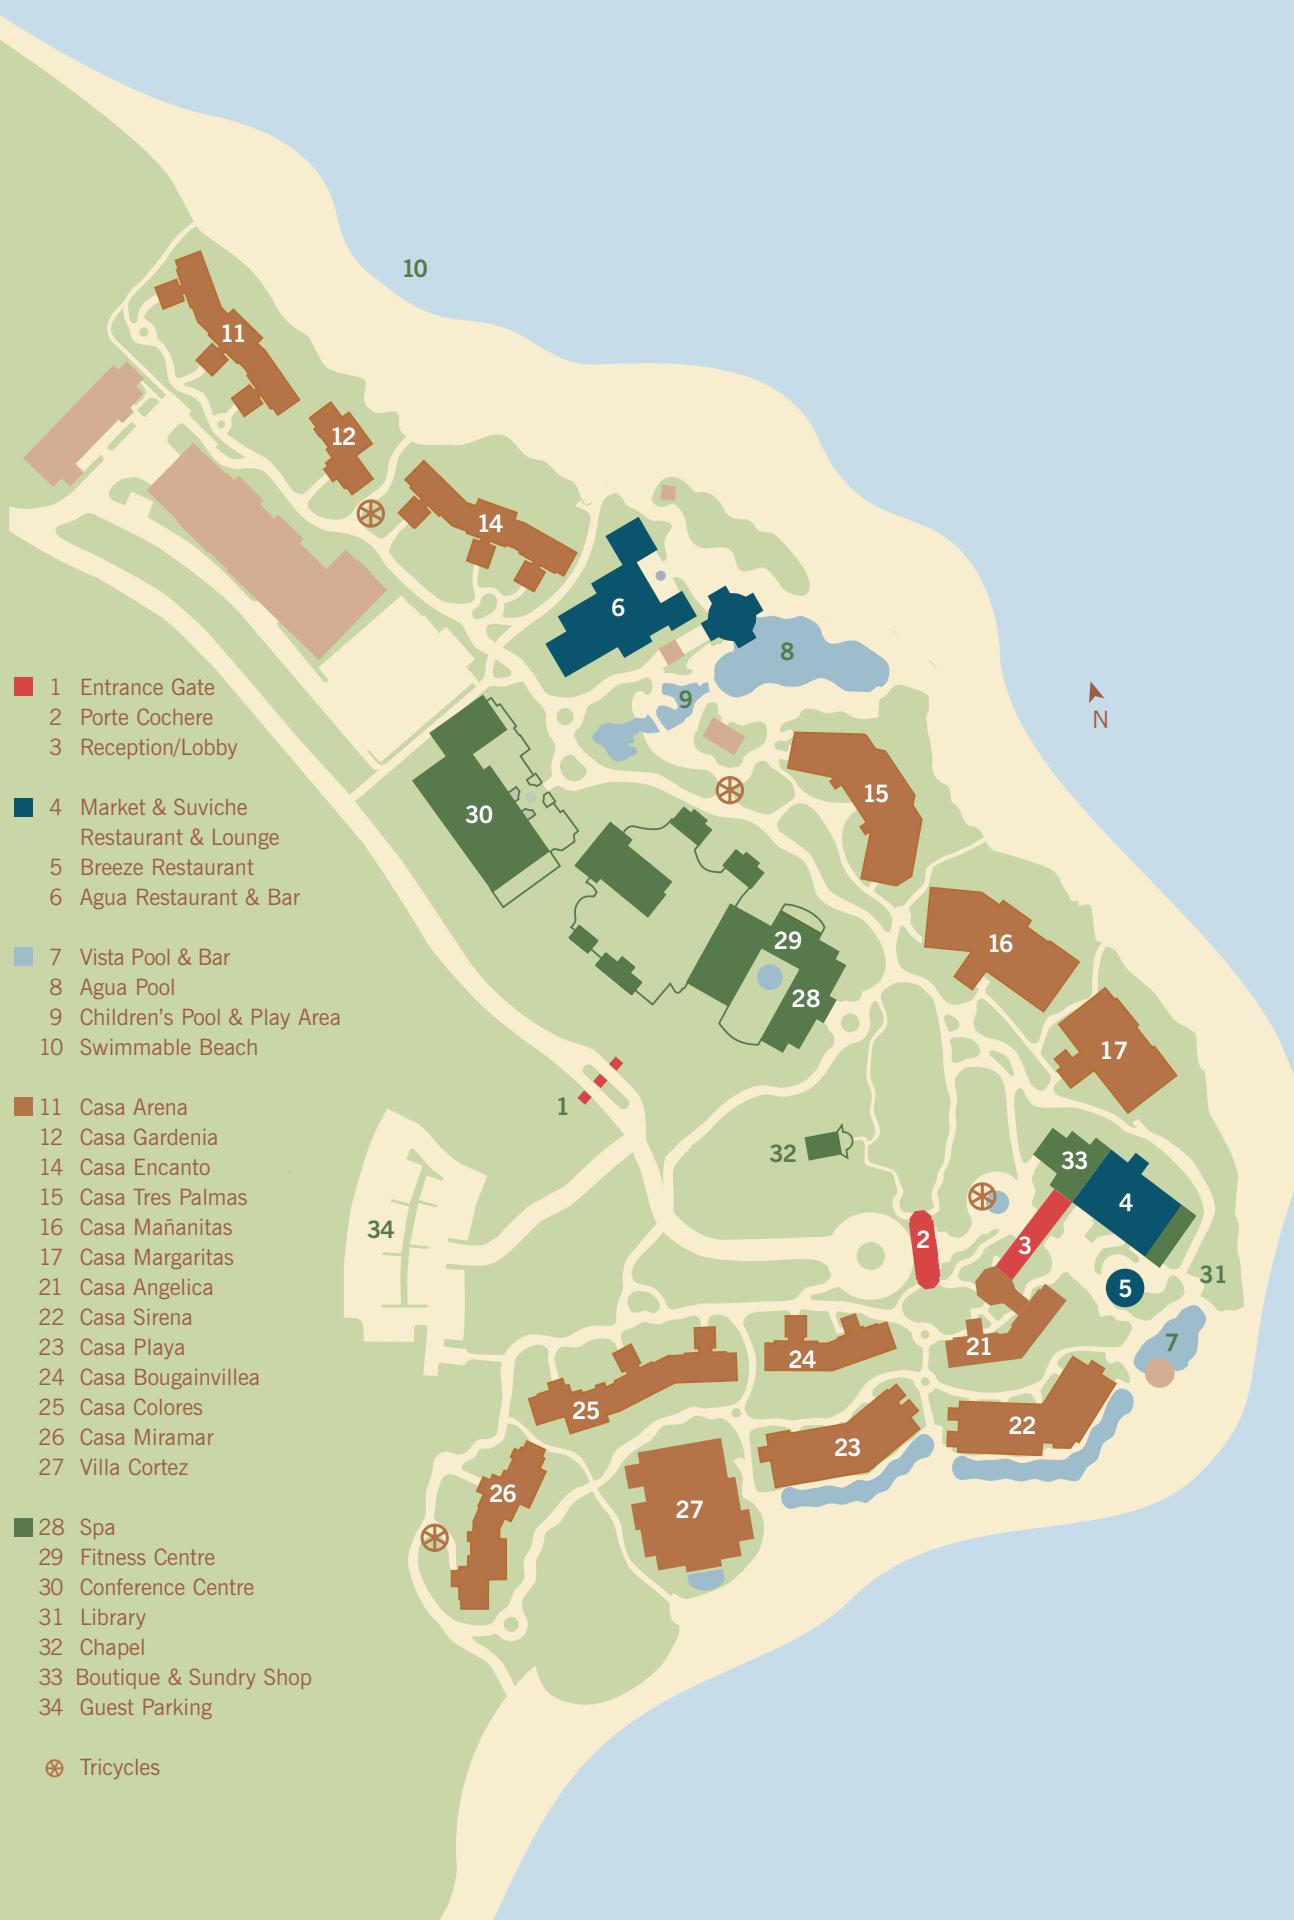 10
11
12
14
6
8
9
N
15
30
16
29
28
17
1
32
33
4
34
2
3
31
5
7
21
24
25
22
23
26
27
1 Entrance Gate
2 Porte Cochere
3 Reception/Lobby
4 Market & Suviche
Restaurant & Lounge
5 Breeze Restaurant
6 Agua Restaurant & Bar
7 Vista Pool & Bar
8 Agua Pool
9 Children's Pool & Play Area
10 Swimmable Beach
11 Casa Arena
12 Casa Gardenia
14 Casa Encanto
15 Casa Tres Palmas
16 Casa Mañanitas
17 Casa Margaritas
21 Casa Angelica
22 Casa Sirena
23 Casa Playa
24 Casa Bougainvillea
25 Casa Colores
26 Casa Miramar
27 Villa Cortez
28 Spa
29 Fitness Centre
30 Conference Centre
31 Library
32 Chapel
33 Boutique & Sundry Shop
34 Guest Parking
Tricycles